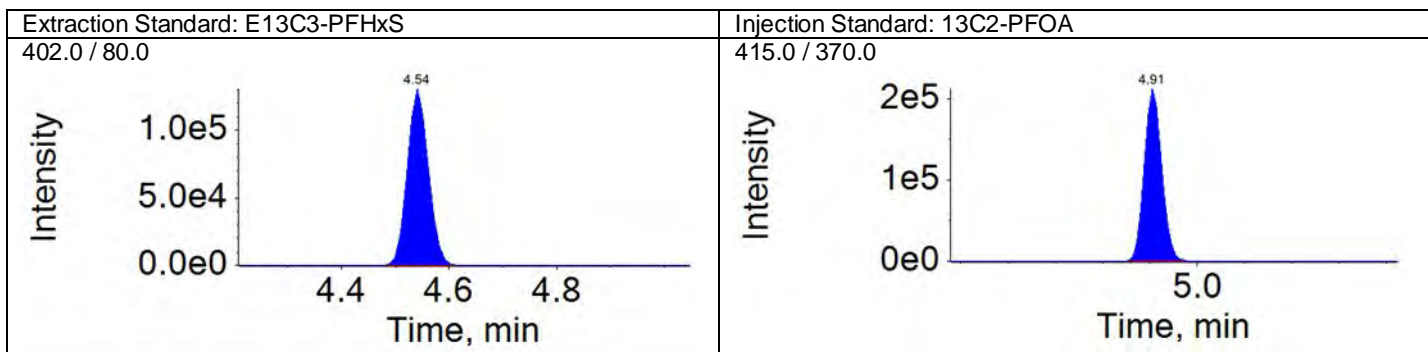 Extraction Standard: E13C3-PFHxS
402.0 / 80.0
4.54
Intensity
1.0e5
5.0e4
0.0e0
4.4 4.6 4.8
Time, min
Injection Standard: 13C2-PFOA
415.0 / 370.0
4.91
Intensity
2e5
1e5
0e0
5.0
Time, min